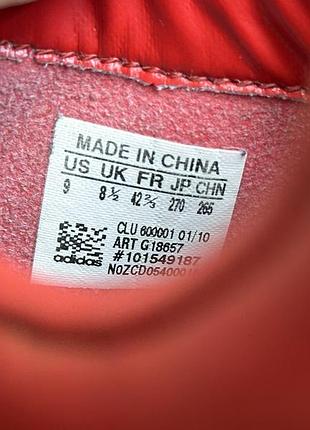 MADE IN CHINA
US UK FR JP CHN
9 8½ 42⅔ 270 265
CLU 600001 01/10
ART G18657
#101549187
adidas